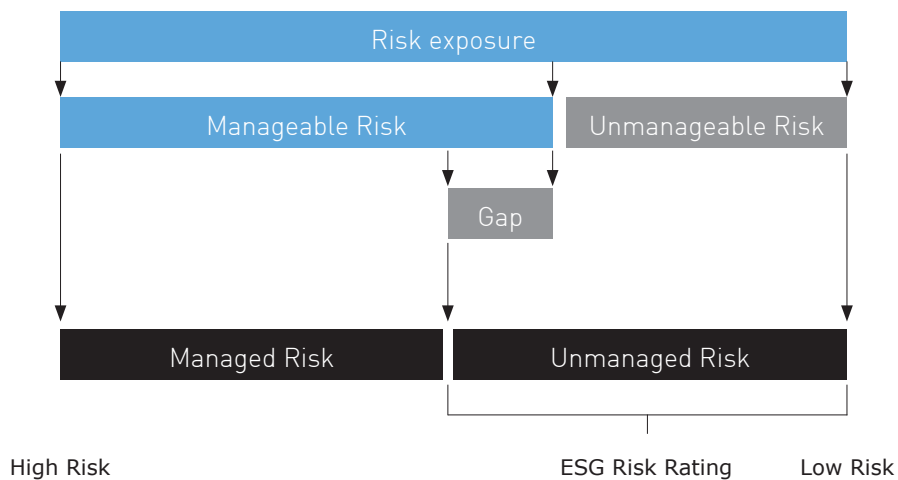 Risk exposure
Manageable Risk
Unmanageable Risk
Gap
Managed Risk
Unmanaged Risk
High Risk
ESG Risk Rating
Low Risk